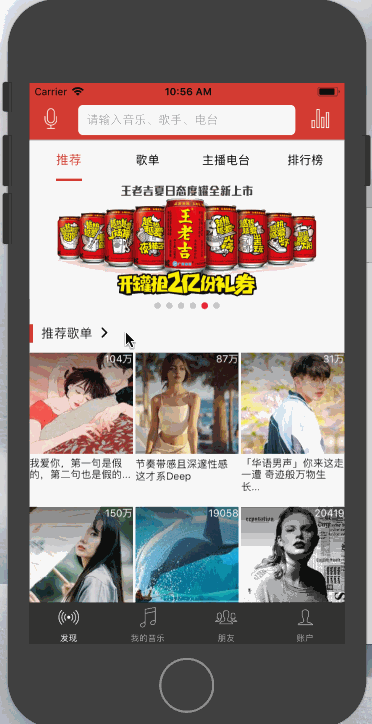 Carrier 10:56 AM
请输入音乐、歌手、电台
推荐 歌单 主播电台 排行榜
王老吉夏日态度罐全新上市
王老吉
开罐抢2亿份礼券
推荐歌单
104万 87万 31万
我爱你，第一句是假的，第二句也是假的...
节奏带感且深邃性感 这才系Deep
「华语男声」你来这走一遭 奇迹般万物生长...
150万 19058 20419
reputation
发现 我的音乐 朋友 账户